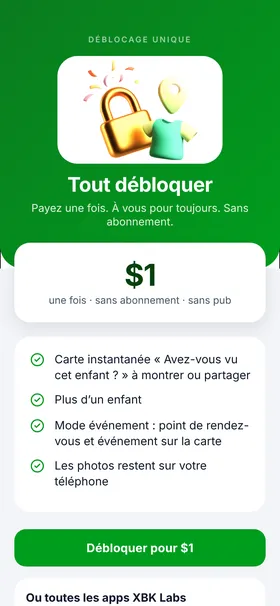 DÉBLOCAGE UNIQUE
Tout débloquer
Payez une fois. À vous pour toujours. Sans
abonnement.
$1
une fois · sans abonnement · sans pub
Carte instantanée « Avez-vous vu
cet enfant ? » à montrer ou partager
Plus d’un enfant
Mode événement : point de rendez-
vous et événement sur la carte
Les photos restent sur votre
téléphone
Débloquer pour $1
Ou toutes les apps XBK Labs